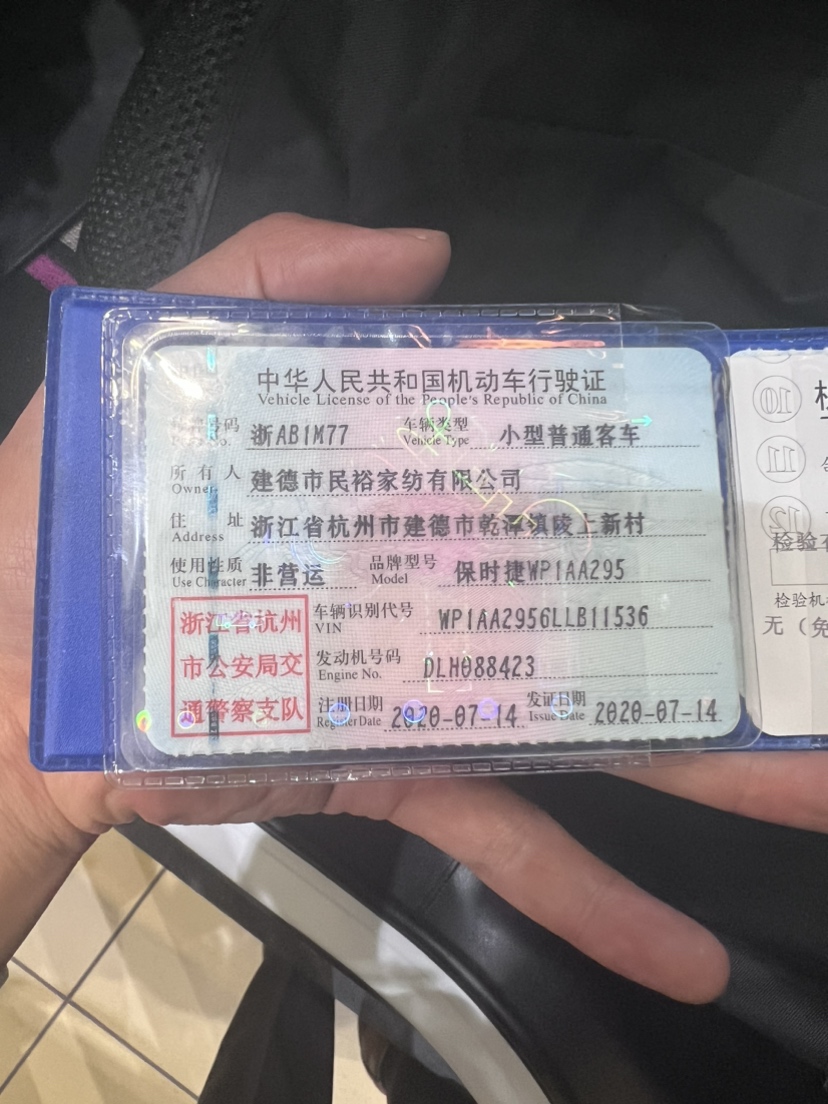 中华人民共和国机动车行驶证
Vehicle License of the People's Republic of China
号码 浙AB1M77 车辆类型 小型普通客车
No. Vehicle Type
所有人 建德市民裕家纺有限公司
Owner
住址 浙江省杭州市建德市乾潭镇陵上新村
Address
使用性质 非营运 品牌型号 保时捷WP1AA295
Use Character Model
浙江省杭州
市公安局交
通警察支队
车辆识别代号 WP1AA2956LLB11536
VIN
发动机号码 DLH088423
Engine No.
注册日期 2020-07-14 发证日期 2020-07-14
Register Date Issue Date
10
11
12
检验
检验机
无（免